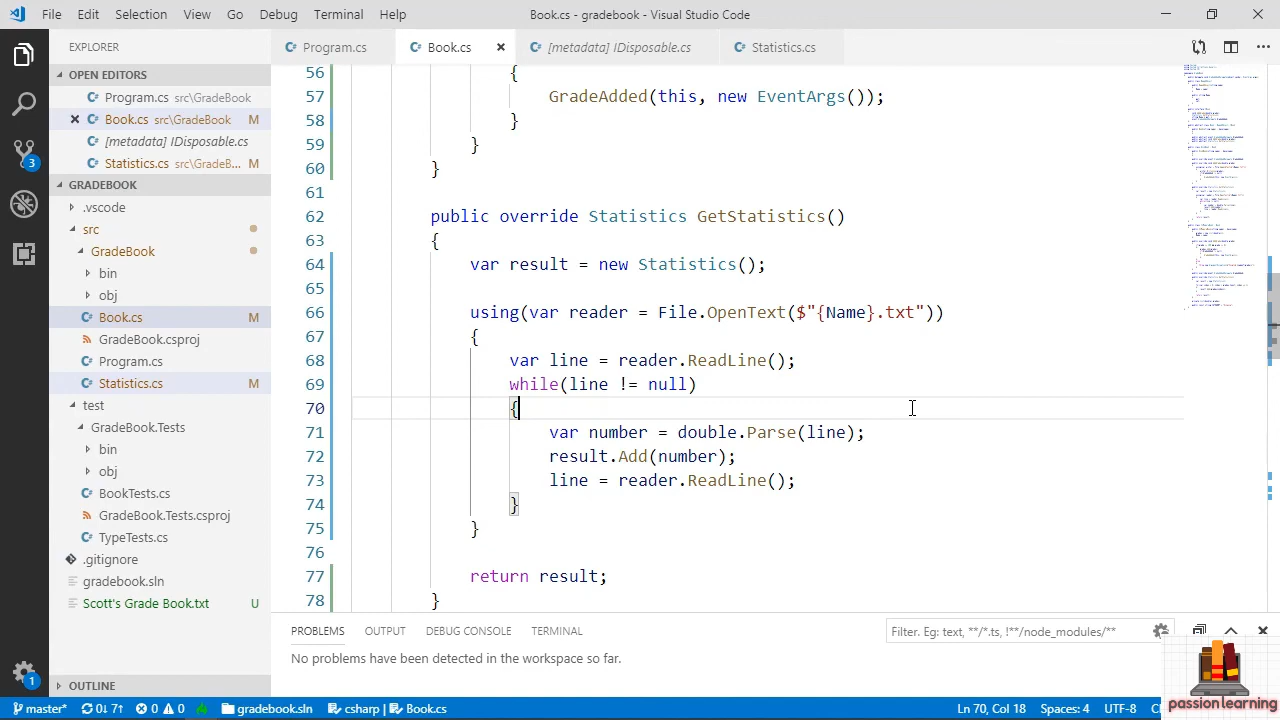 File Edit Selection View Go Debug Terminal Help Book.cs - gradebook - Visual Studio Code
EXPLORER
Program.cs Book.cs [metadata] IDisposable.cs Statistics.cs
OPEN EDITORS
Program.cs src\GradeBook
Book.cs src\GradeBook M
[metadata] IDisposable.cs
Statistics.cs src\GradeB... M
GRADEBOOK
src
bin
obj
Book.cs M
GradeBook.csproj
Program.cs
Statistics.cs M
test
GradeBook.Tests
bin
obj
BookTests.cs
GradeBook.Tests.csproj
TypeTests.cs
.gitignore
gradebook.sln
Scott's Grade Book.txt U
OUTLINE
3
1
56 {
57 GradeAdded(this, new EventArgs());
58 }
59 }
60
61
62 public override Statistics GetStatistics()
63 {
64 var result = new Statistics();
65
66 using(var reader = File.OpenText($"{Name}.txt"))
67 {
68 var line = reader.ReadLine();
69 while(line != null)
70 {
71 var number = double.Parse(line);
72 result.Add(number);
73 line = reader.ReadLine();
74 }
75 }
76
77 return result;
78 }
PROBLEMS OUTPUT DEBUG CONSOLE TERMINAL Filter. Eg: text, **/*.ts, !**/node_modules/**
No problems have been detected in the workspace so far.
passion learning
master* 0↓ 7↑ 0 0 gradebook.sln csharp | Book.cs Ln 70, Col 18 Spaces: 4 UTF-8